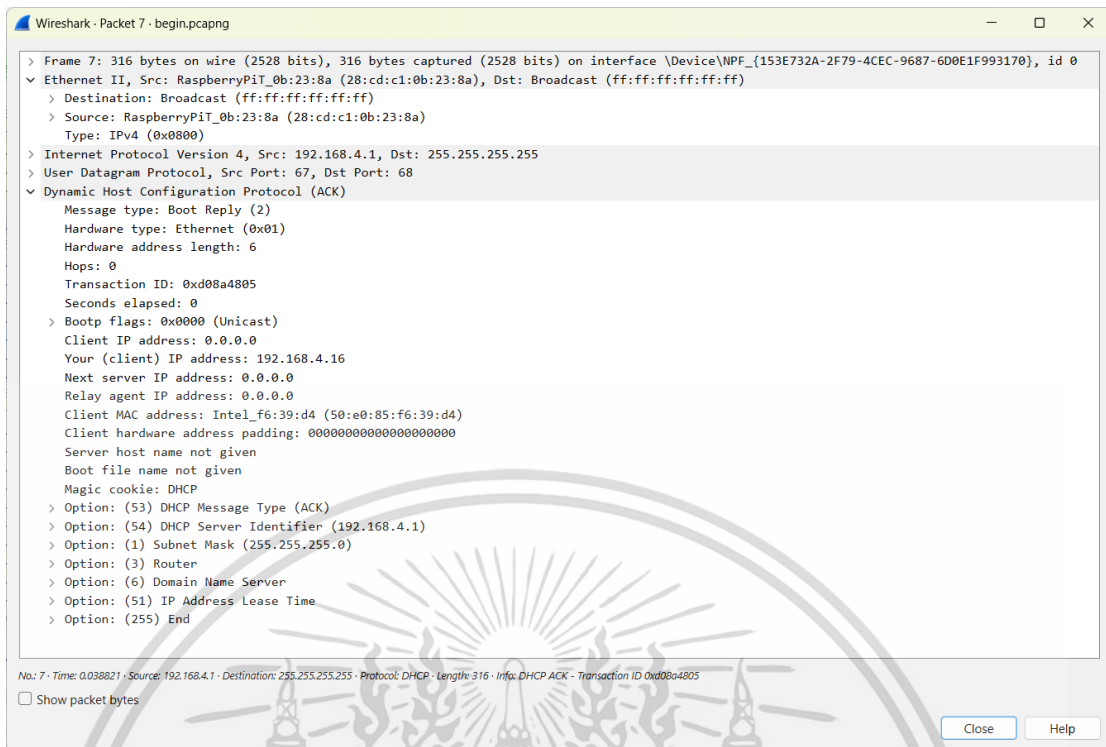 Wireshark · Packet 7 · begin.pcapng
Frame 7: 316 bytes on wire (2528 bits), 316 bytes captured (2528 bits) on interface \Device\NPF_{153E732A-2F79-4CEC-9687-6D0E1F993170}, id 0
Ethernet II, Src: RaspberryPiT_0b:23:8a (28:cd:c1:0b:23:8a), Dst: Broadcast (ff:ff:ff:ff:ff:ff)
Destination: Broadcast (ff:ff:ff:ff:ff:ff)
Source: RaspberryPiT_0b:23:8a (28:cd:c1:0b:23:8a)
Type: IPv4 (0x0800)
Internet Protocol Version 4, Src: 192.168.4.1, Dst: 255.255.255.255
User Datagram Protocol, Src Port: 67, Dst Port: 68
Dynamic Host Configuration Protocol (ACK)
Message type: Boot Reply (2)
Hardware type: Ethernet (0x01)
Hardware address length: 6
Hops: 0
Transaction ID: 0xd08a4805
Seconds elapsed: 0
Bootp flags: 0x0000 (Unicast)
Client IP address: 0.0.0.0
Your (client) IP address: 192.168.4.16
Next server IP address: 0.0.0.0
Relay agent IP address: 0.0.0.0
Client MAC address: Intel_f6:39:d4 (50:e0:85:f6:39:d4)
Client hardware address padding: 00000000000000000000
Server host name not given
Boot file name not given
Magic cookie: DHCP
Option: (53) DHCP Message Type (ACK)
Option: (54) DHCP Server Identifier (192.168.4.1)
Option: (1) Subnet Mask (255.255.255.0)
Option: (3) Router
Option: (6) Domain Name Server
Option: (51) IP Address Lease Time
Option: (255) End
No.: 7 · Time: 0.038821 · Source: 192.168.4.1 · Destination: 255.255.255.255 · Protocol: DHCP · Length: 316 · Info: DHCP ACK - Transaction ID 0xd08a4805
Show packet bytes
Close Help